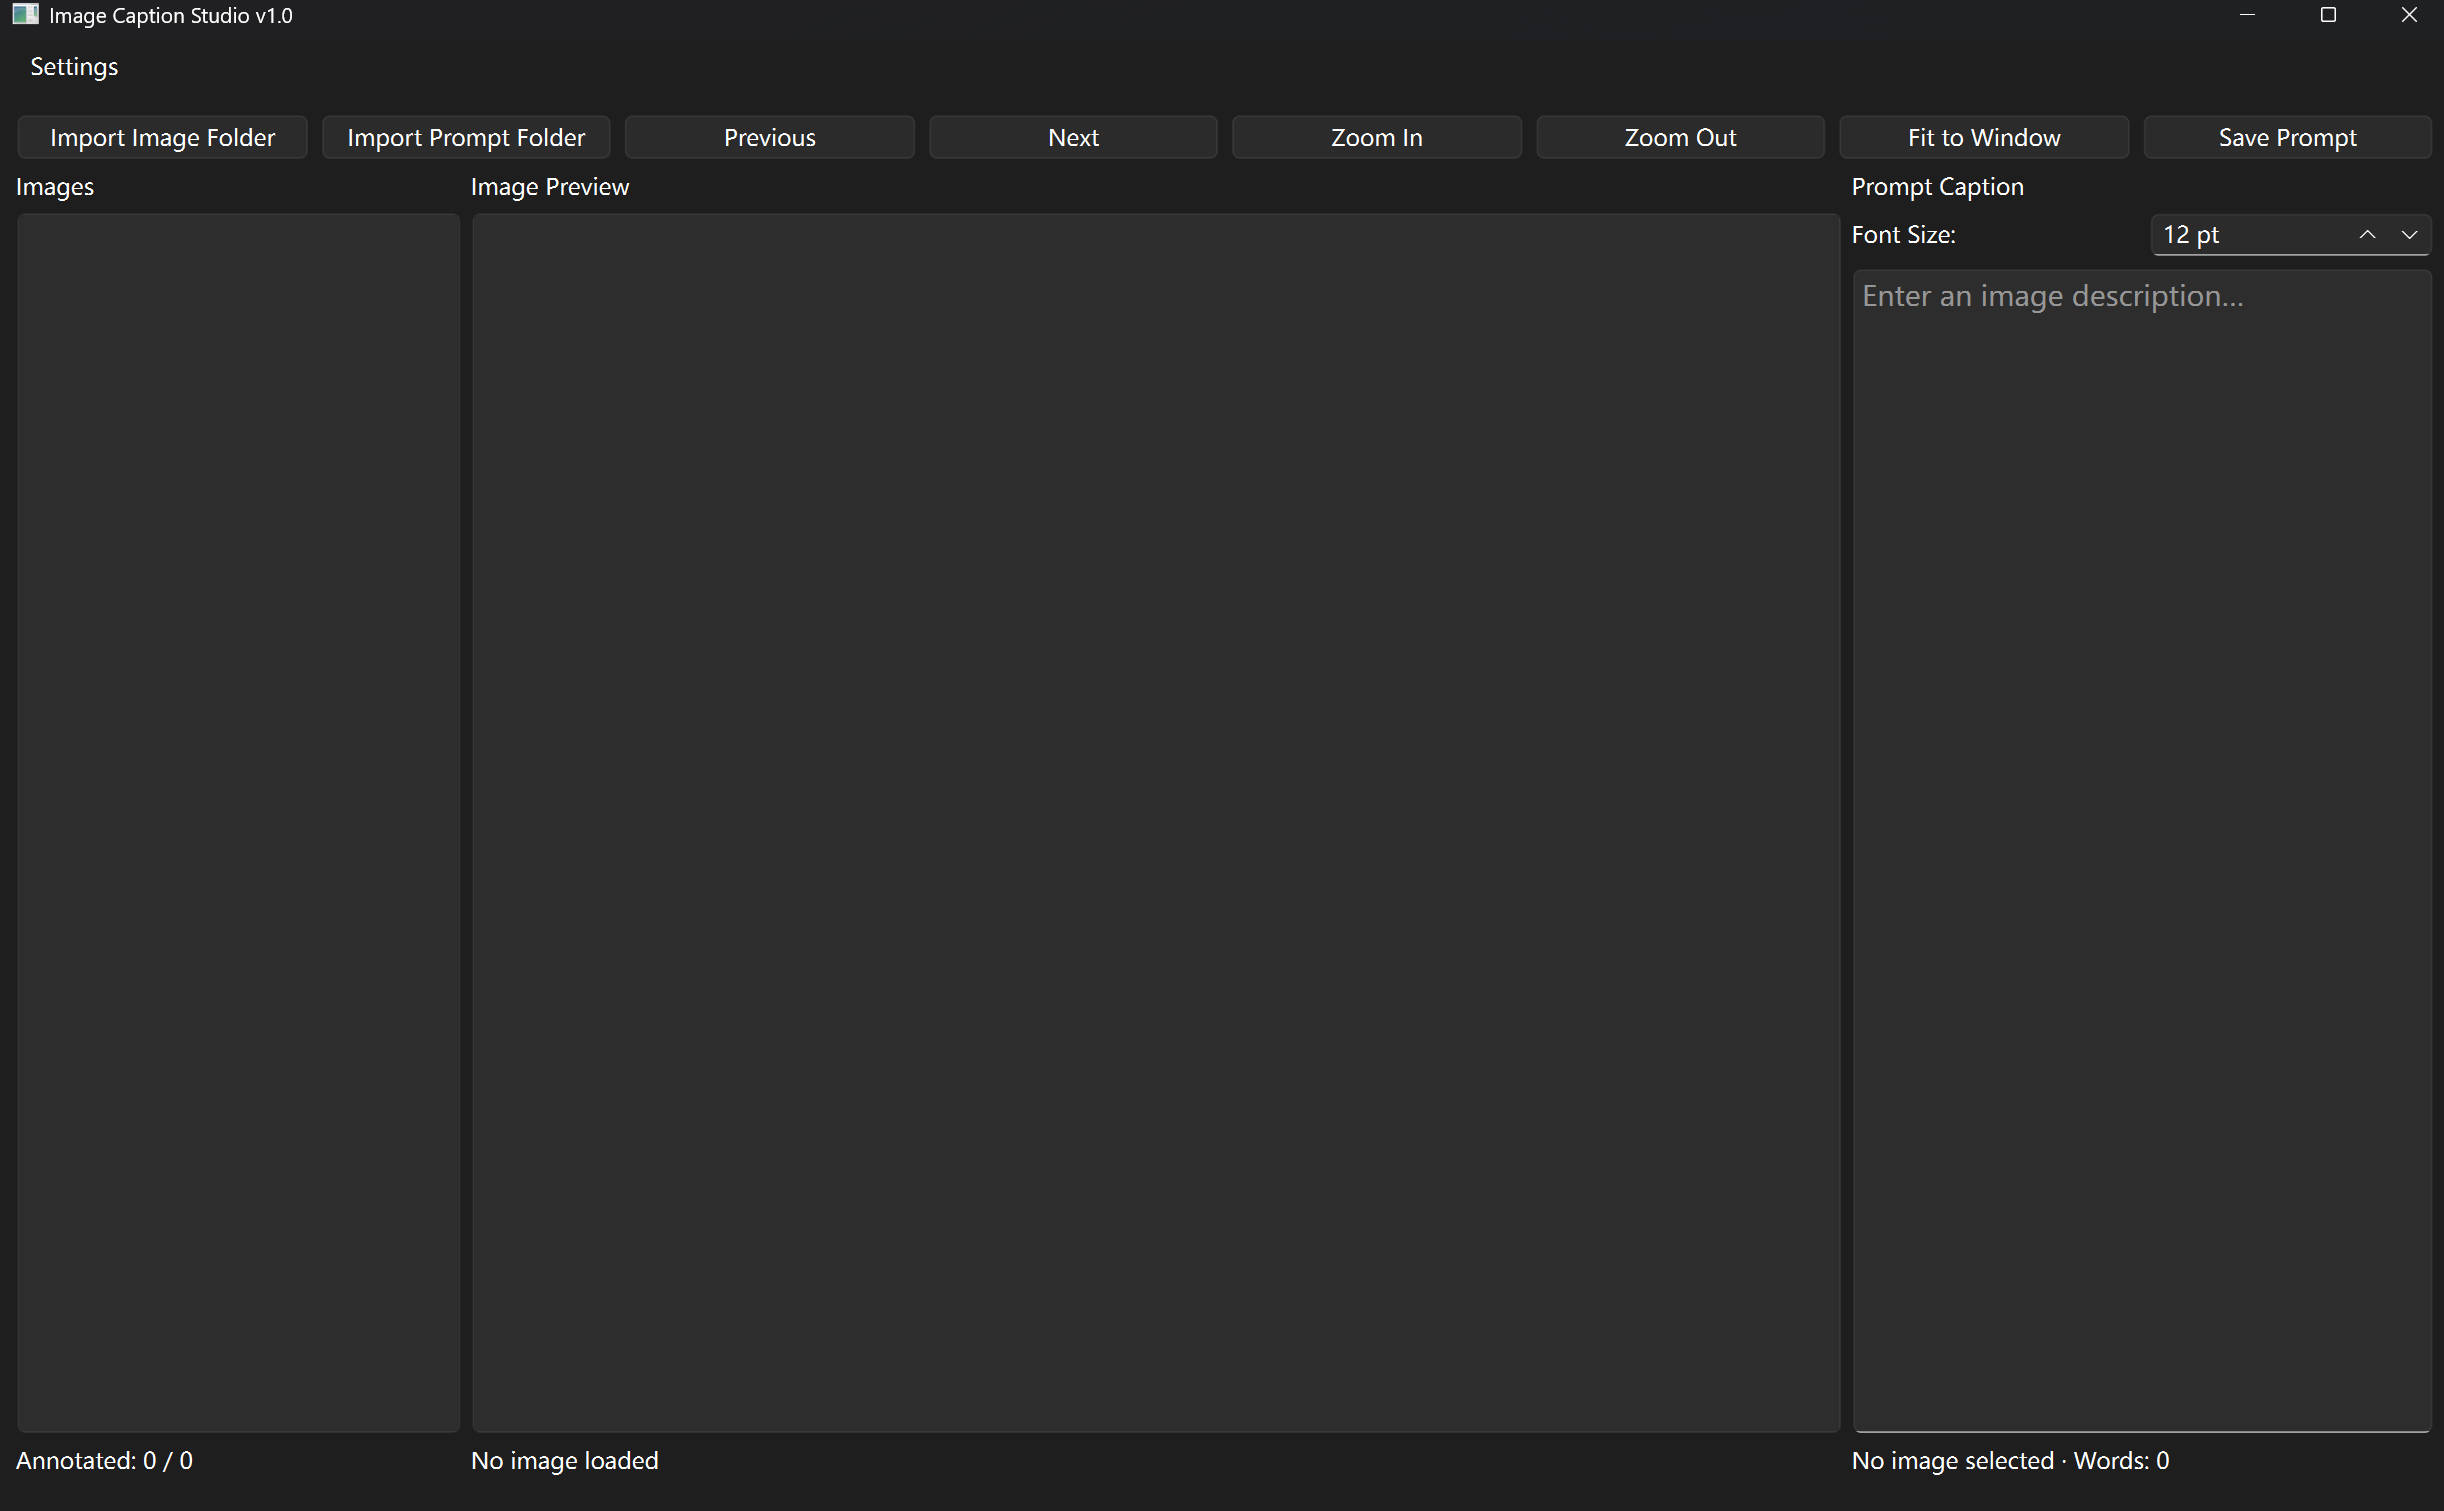 Image Caption Studio v1.0
Settings
Import Image Folder
Import Prompt Folder
Previous
Next
Zoom In
Zoom Out
Fit to Window
Save Prompt
Images
Image Preview
Prompt Caption
Font Size:
12 pt
Enter an image description...
Annotated: 0 / 0
No image loaded
No image selected · Words: 0